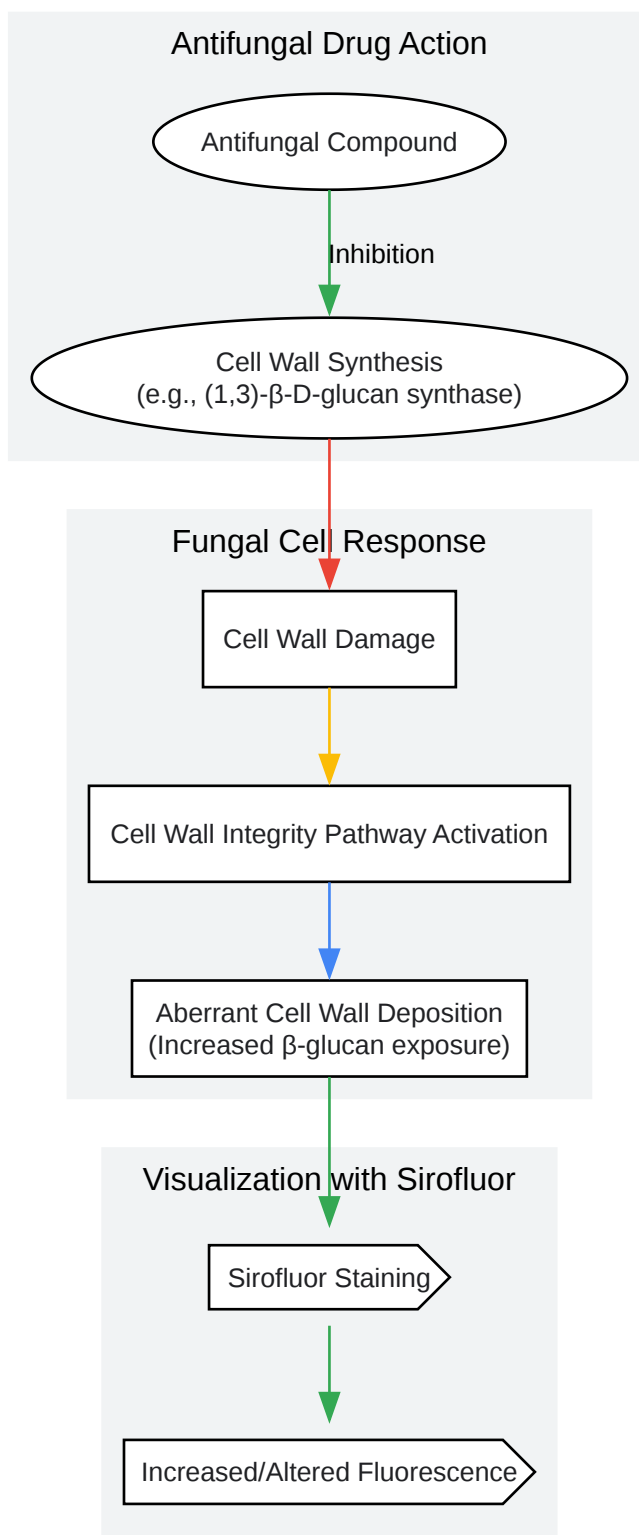 Antifungal Drug Action
Antifungal Compound
Inhibition
Cell Wall Synthesis
(e.g., (1,3)-β-D-glucan synthase)
Fungal Cell Response
Cell Wall Damage
Cell Wall Integrity Pathway Activation
Aberrant Cell Wall Deposition
(Increased β-glucan exposure)
Visualization with Sirofluor
Sirofluor Staining
Increased/Altered Fluorescence